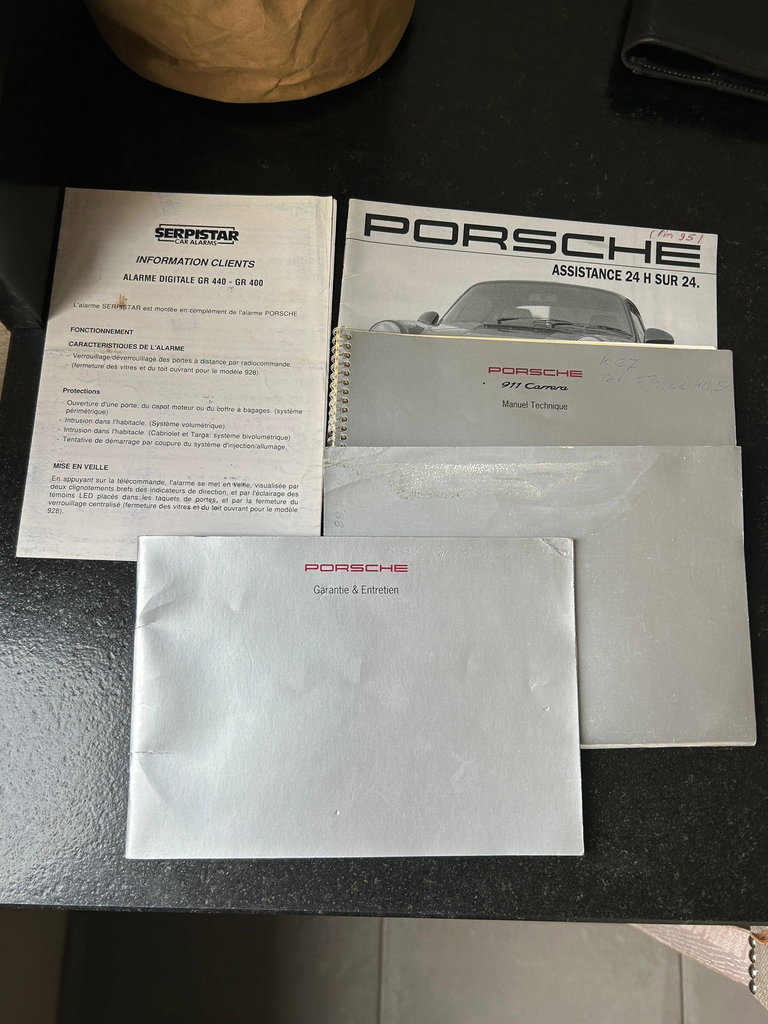 SERPISTAR
CAR ALARMS
INFORMATION CLIENTS
ALARME DIGITALE GR 440 - GR 400
L'alarme SERPISTAR est montée en complément de l'alarme PORSCHE
FONCTIONNEMENT
CARACTERISTIQUES DE L'ALARME
- Verrouillage/déverrouillage des portes à distance par radiocommande.
- (fermeture des vitres et du toit ouvrant pour le modèle 928).
Protections
- Ouverture d'une porte, du capot moteur ou du coffre à bagages. (système
périmétrique)
- Intrusion dans l'habitacle. (Système volumétrique).
- Intrusion dans l'habitacle. (Cabriolet et Targa: système bivolumétrique)
- Tentative de démarrage par coupure du système d'injection/allumage.
MISE EN VEILLE
En appuyant sur la télécommande, l'alarme se met en veille, visualisée par
deux clignotements brefs des indicateurs de direction, et par l'éclairage des
témoins LED placés dans les taquets de portes, et par la fermeture du
verrouillage centralisé (fermeture des vitres et du toit ouvrant pour le modèle
928).
(fin 95)
PORSCHE
ASSISTANCE 24 H SUR 24.
PORSCHE
911 Carrera
Manuel Technique
K 67
Tel
PORSCHE
Garantie & Entretien